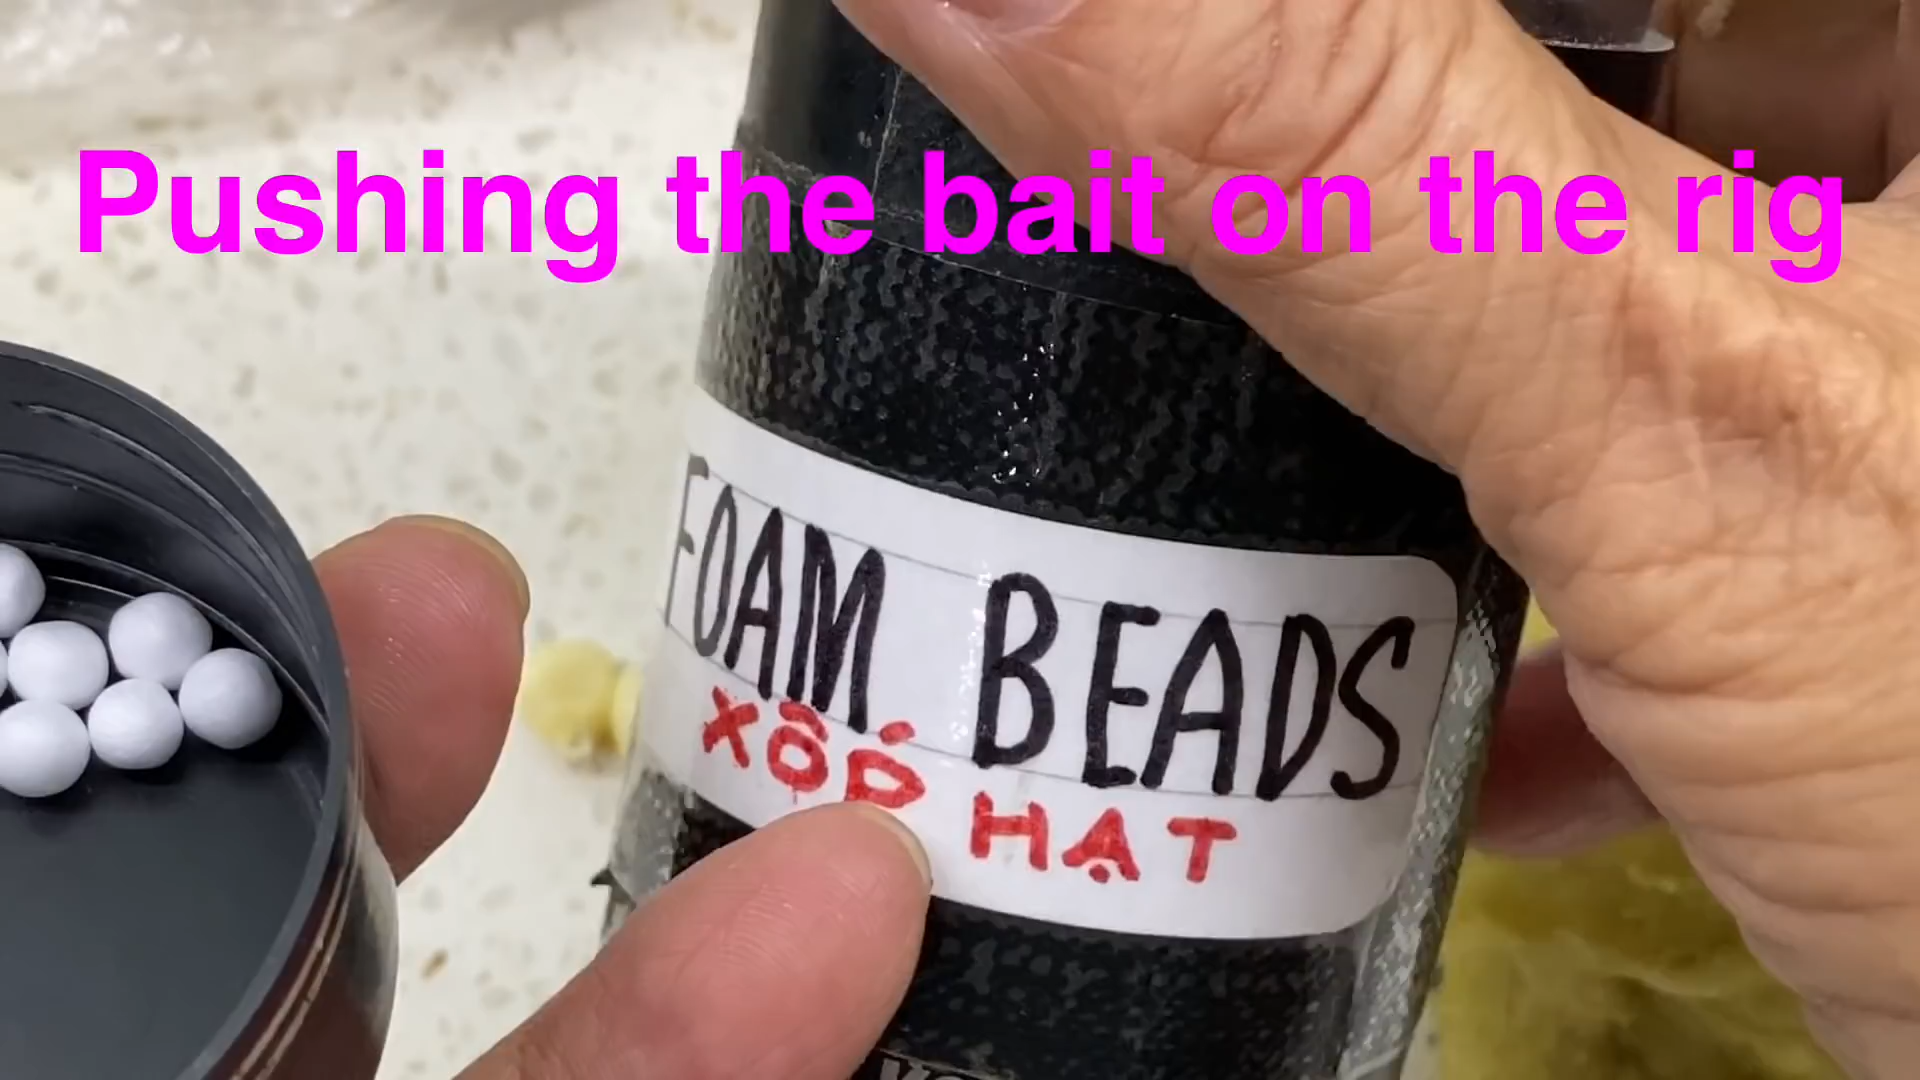 Pushing the bait on the rig
FOAM BEADS
XỐP HẠT